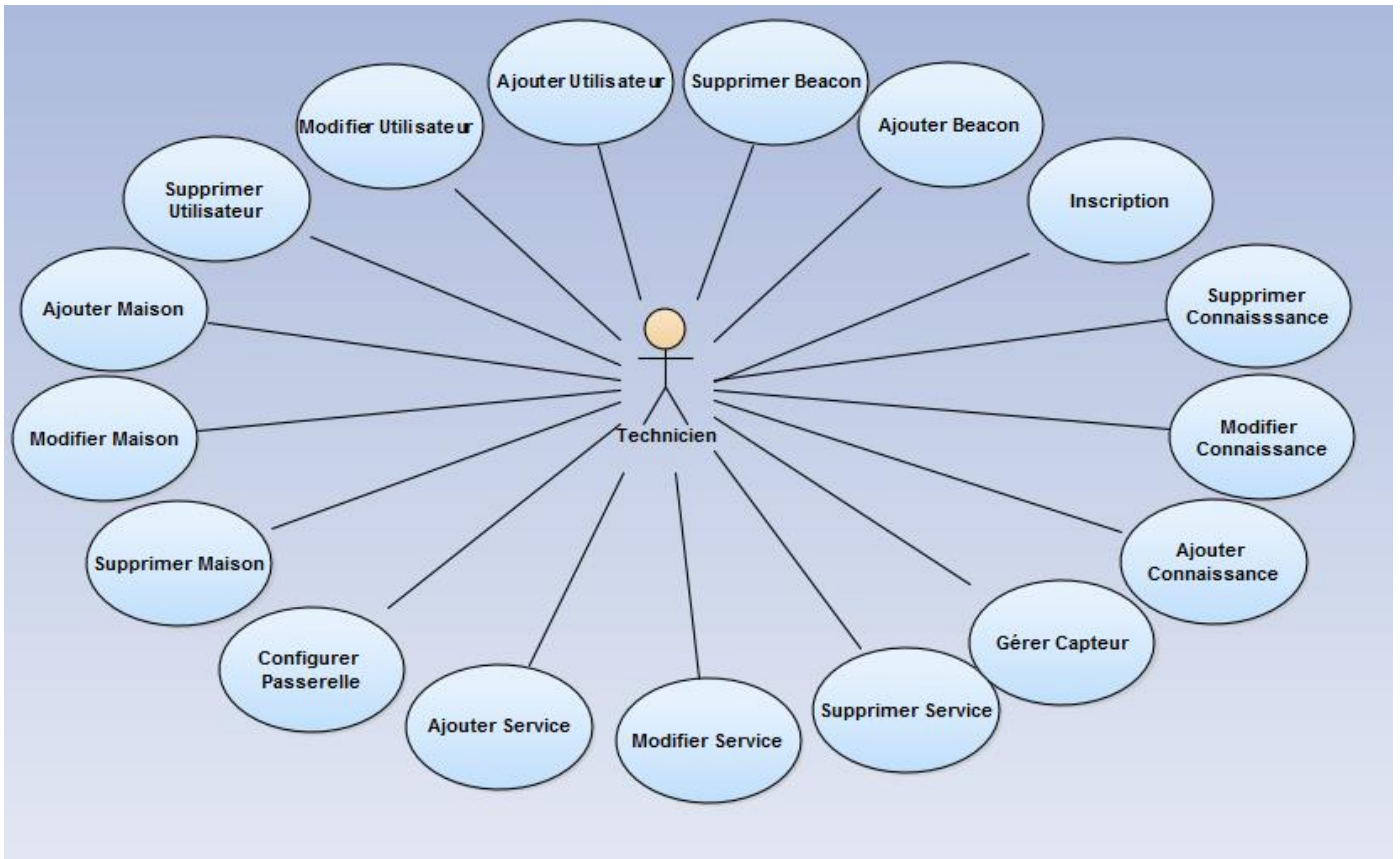 Ajouter Utilisateur
Supprimer Beacon
Modifier Utilisateur
Ajouter Beacon
Supprimer
Utilisateur
Inscription
Ajouter Maison
Supprimer
Connaisssance
Modifier Maison
Technicien
Modifier
Connaissance
Supprimer Maison
Ajouter
Connaissance
Configurer
Passerelle
Gérer Capteur
Ajouter Service
Modifier Service
Supprimer Service